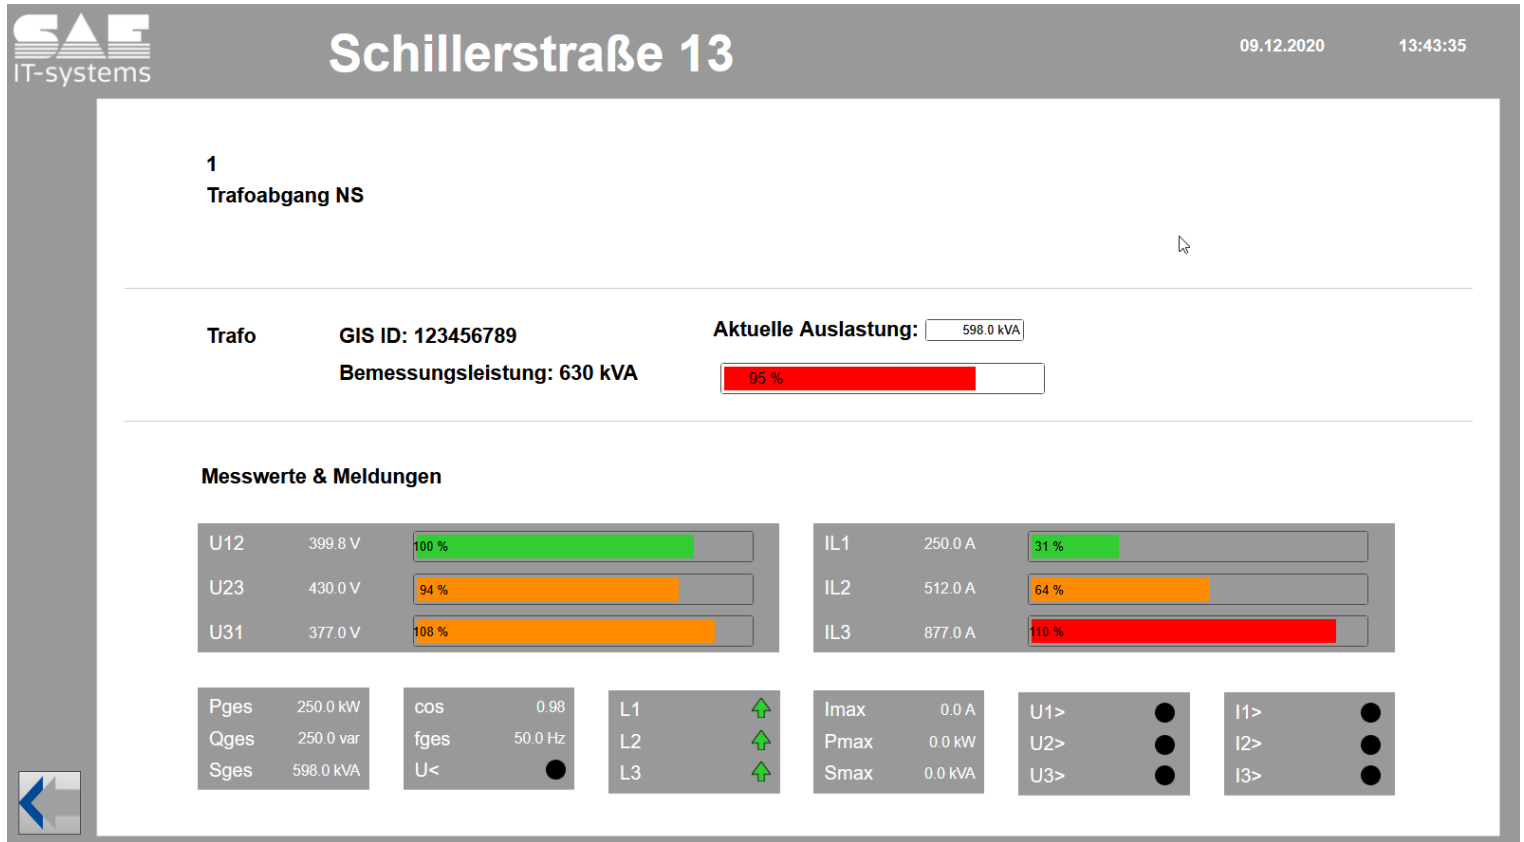 SAE
IT-systems
Schillerstraße 13
09.12.2020 13:43:35
1
Trafoabgang NS
Trafo GIS ID: 123456789 Aktuelle Auslastung: 598.0 kVA
Bemessungsleistung: 630 kVA 95 %
Messwerte & Meldungen
U12 399.8 V 100 %
U23 430.0 V 94 %
U31 377.0 V 108 %
IL1 250.0 A 31 %
IL2 512.0 A 64 %
IL3 877.0 A 110 %
Pges 250.0 kW
Qges 250.0 var
Sges 598.0 kVA
cos 0.98
fges 50.0 Hz
U<
L1
L2
L3
Imax 0.0 A
Pmax 0.0 kW
Smax 0.0 kVA
U1>
U2>
U3>
I1>
I2>
I3>